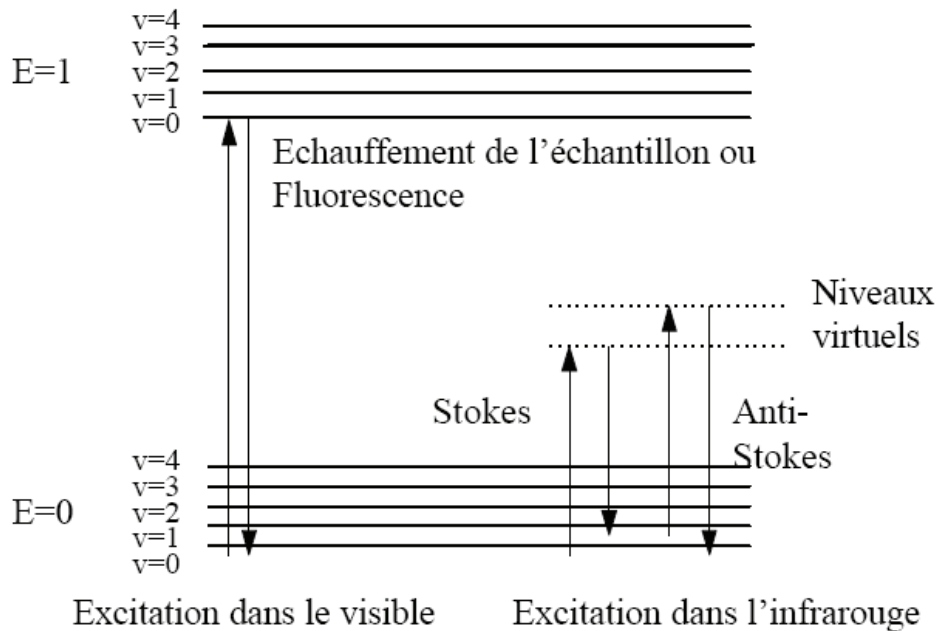 v=4
v=3
E=1
v=2
v=1
v=0
Echauffement de l'échantillon ou
Fluorescence
Niveaux
virtuels
Stokes
Anti-
Stokes
v=4
v=3
E=0
v=2
v=1
v=0
Excitation dans le visible
Excitation dans l'infrarouge